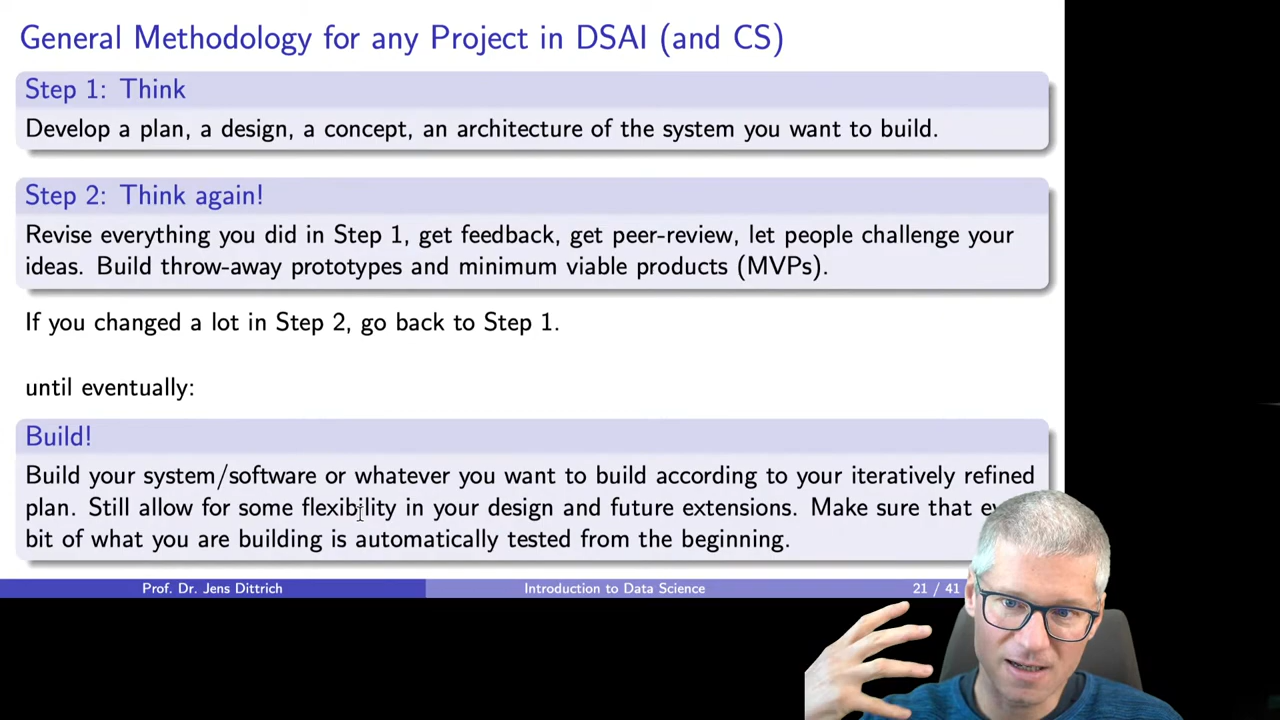 General Methodology for any Project in DSAI (and CS)
Step 1: Think
Develop a plan, a design, a concept, an architecture of the system you want to build.
Step 2: Think again!
Revise everything you did in Step 1, get feedback, get peer-review, let people challenge your
ideas. Build throw-away prototypes and minimum viable products (MVPs).
If you changed a lot in Step 2, go back to Step 1.
until eventually:
Build!
Build your system/software or whatever you want to build according to your iteratively refined
plan. Still allow for some flexibility in your design and future extensions. Make sure that
bit of what you are building is automatically tested from the beginning.
Prof. Dr. Jens Dittrich
Introduction to Data Science
21 / 41